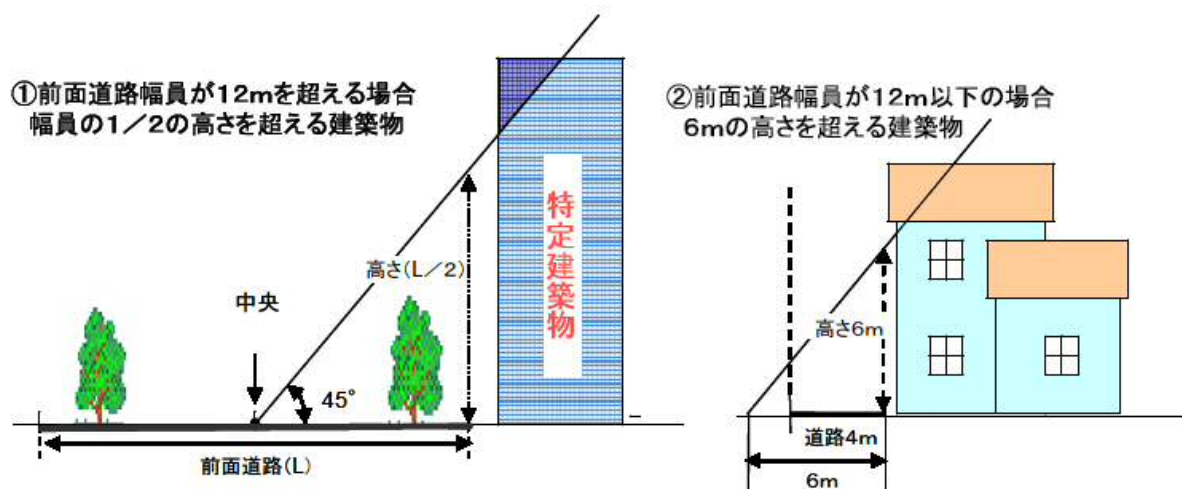 ①前面道路幅員が12mを超える場合
幅員の1／2の高さを超える建築物
中央
45°
高さ(L／2)
前面道路(L)
特定建築物
②前面道路幅員が12m以下の場合
6mの高さを超える建築物
高さ6m
道路4m
6m